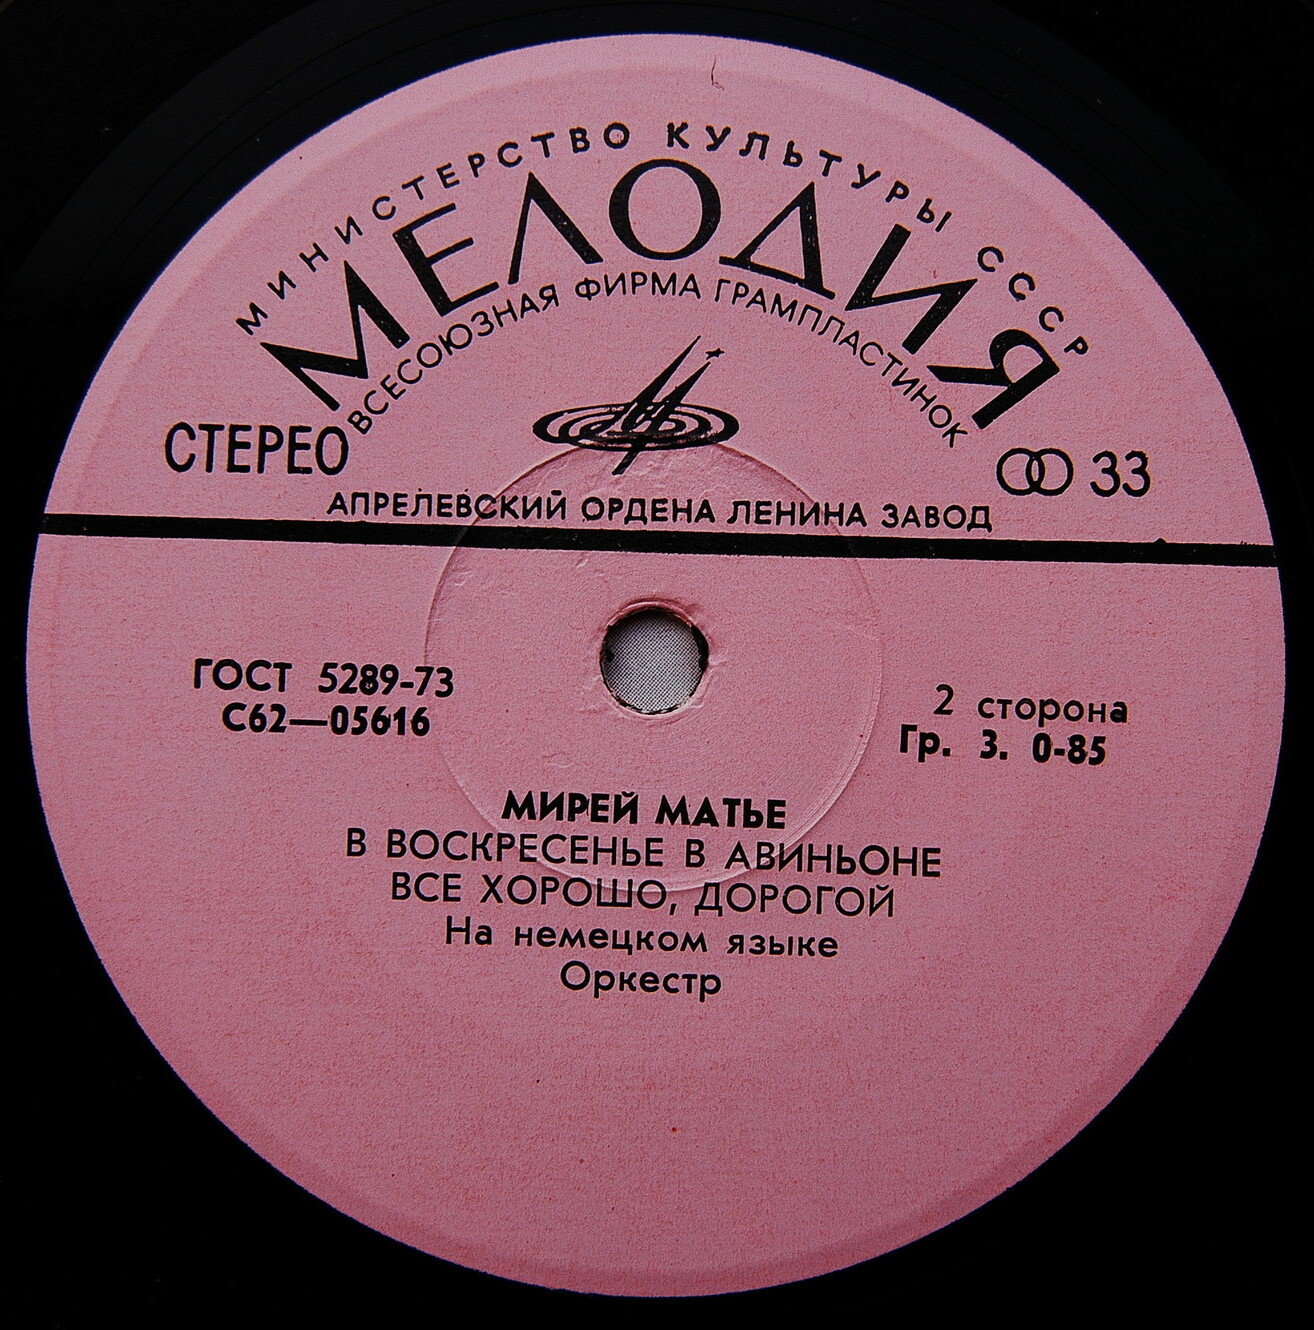 МИНИСТЕРСТВО КУЛЬТУРЫ СССР
МЕЛОДИЯ
ВСЕСОЮЗНАЯ ФИРМА ГРАМПЛАСТИНОК
СТЕРЕО
33
АПРЕЛЕВСКИЙ ОРДЕНА ЛЕНИНА ЗАВОД
ГОСТ 5289-73
С62—05616
2 сторона
Гр. 3. 0-85
МИРЕЙ МАТЬЕ
В ВОСКРЕСЕНЬЕ В АВИНЬОНЕ
ВСЕ ХОРОШО, ДОРОГОЙ
На немецком языке
Оркестр